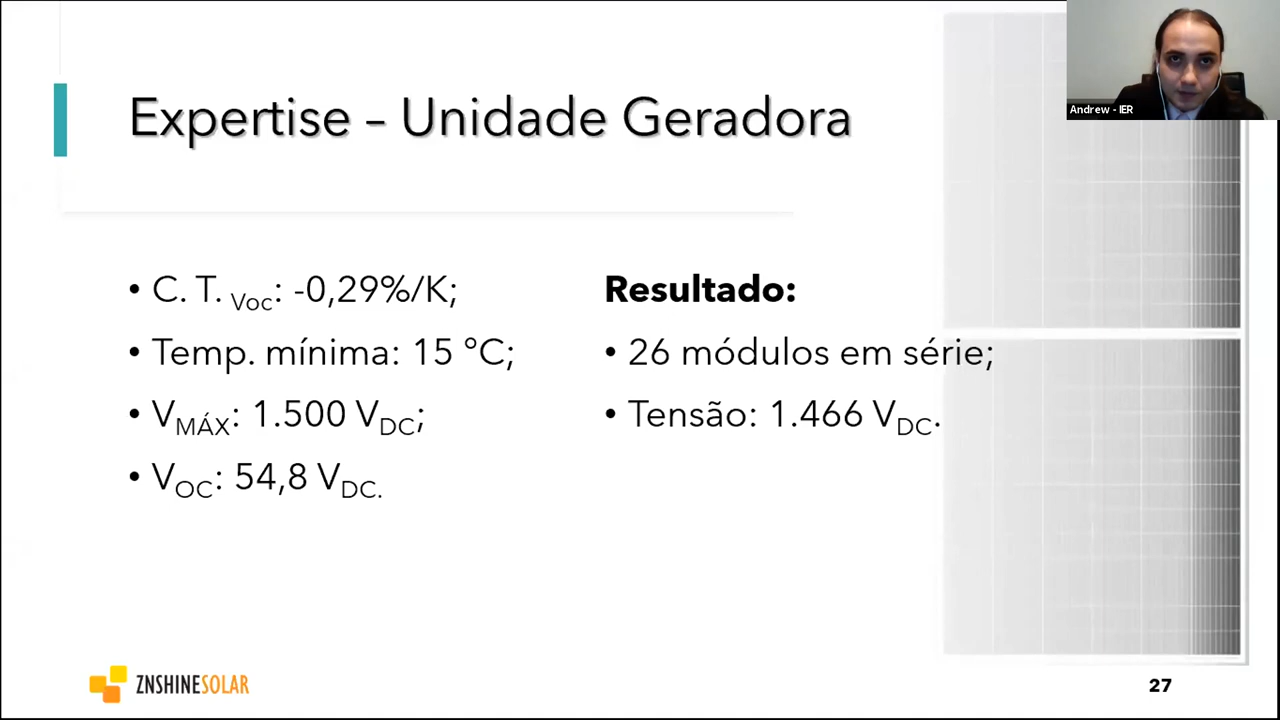 Andrew - IER
Expertise – Unidade Geradora
• C. T. Voc: -0,29%/K;
• Temp. mínima: 15 °C;
• VMÁX: 1.500 VDC;
• VOC: 54,8 VDC.
Resultado:
• 26 módulos em série;
• Tensão: 1.466 VDC.
ZNSHINESOLAR
27